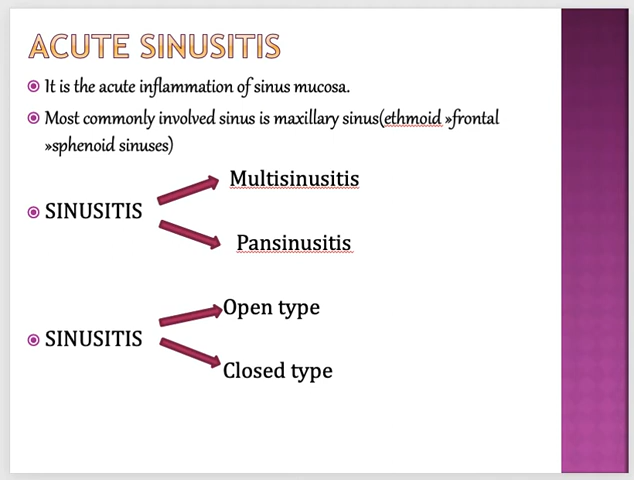 ACUTE SINUSITIS
It is the acute inflammation of sinus mucosa.
Most commonly involved sinus is maxillary sinus(ethmoid »frontal
»sphenoid sinuses)
Multisinusitis
SINUSITIS
Pansinusitis
Open type
SINUSITIS
Closed type